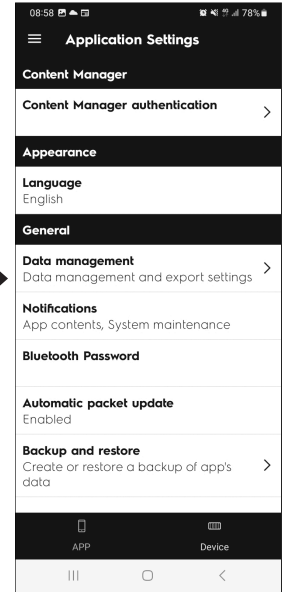 08:58 4G 78%
Application Settings
Content Manager
Content Manager authentication
Appearance
Language
English
General
Data management
Data management and export settings
Notifications
App contents, System maintenance
Bluetooth Password
Automatic packet update
Enabled
Backup and restore
Create or restore a backup of app's
data
APP Device